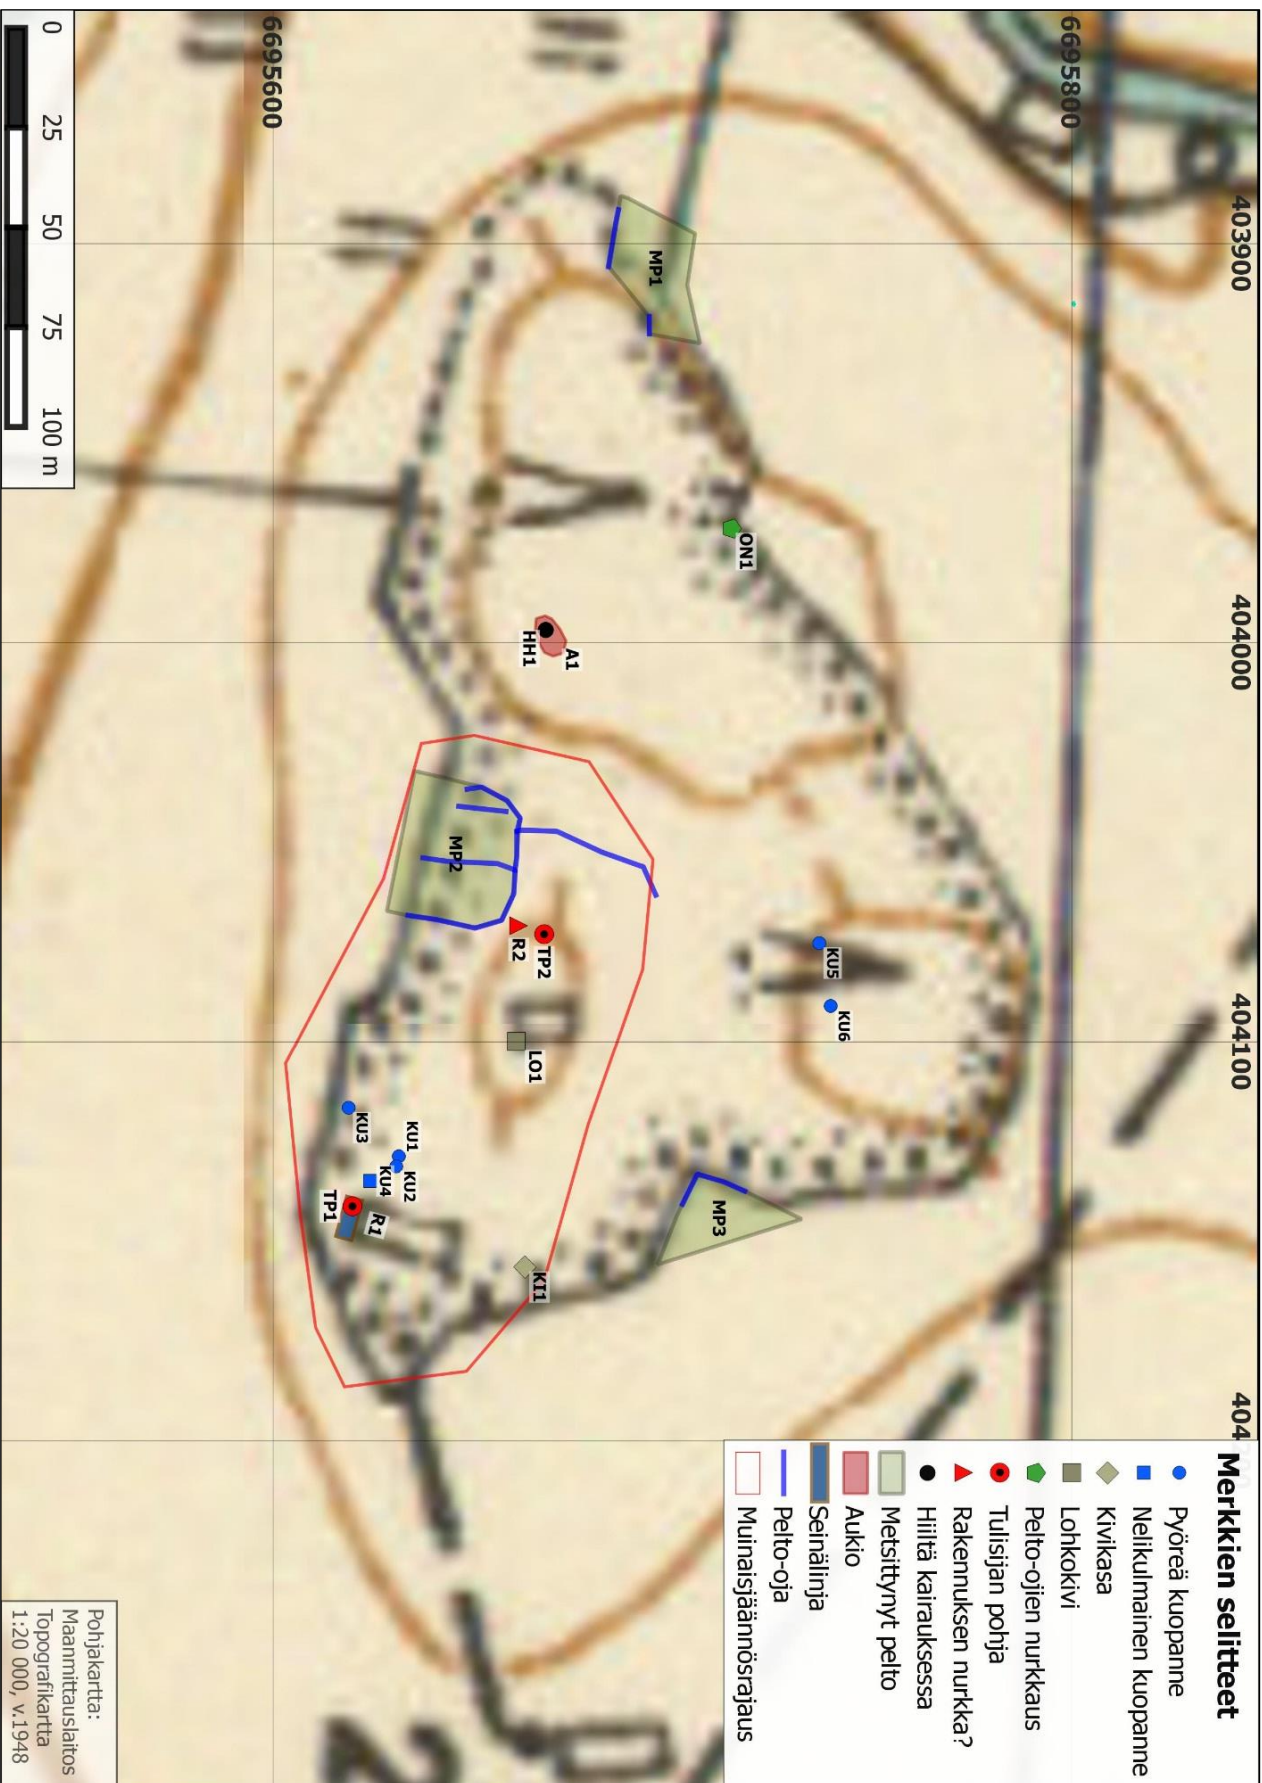 403900
404000
404100
404
6695800
6695600
MP1
ON1
A1
HH1
MP2
R2
TP2
LO1
KU5
KU6
KU3
KU1
KU2
KU4
TP1
R1
KI1
MP3
2
Merkkien selitteet
Pyöreä kuopanne
Nelikulmainen kuopanne
Kivikasa
Lohkokivi
Pelto-ojien nurkkaus
Tulisijan pohja
Rakennuksen nurkka?
Hiiltä kairauksessa
Metsittynyt pelto
Aukio
Seinälinja
Pelto-oja
Muinaisjäännösrajaus
0 25 50 75 100 m
Pohjakartta:
Maanmittauslaitos
Topografikartta
1:20 000, v.1948